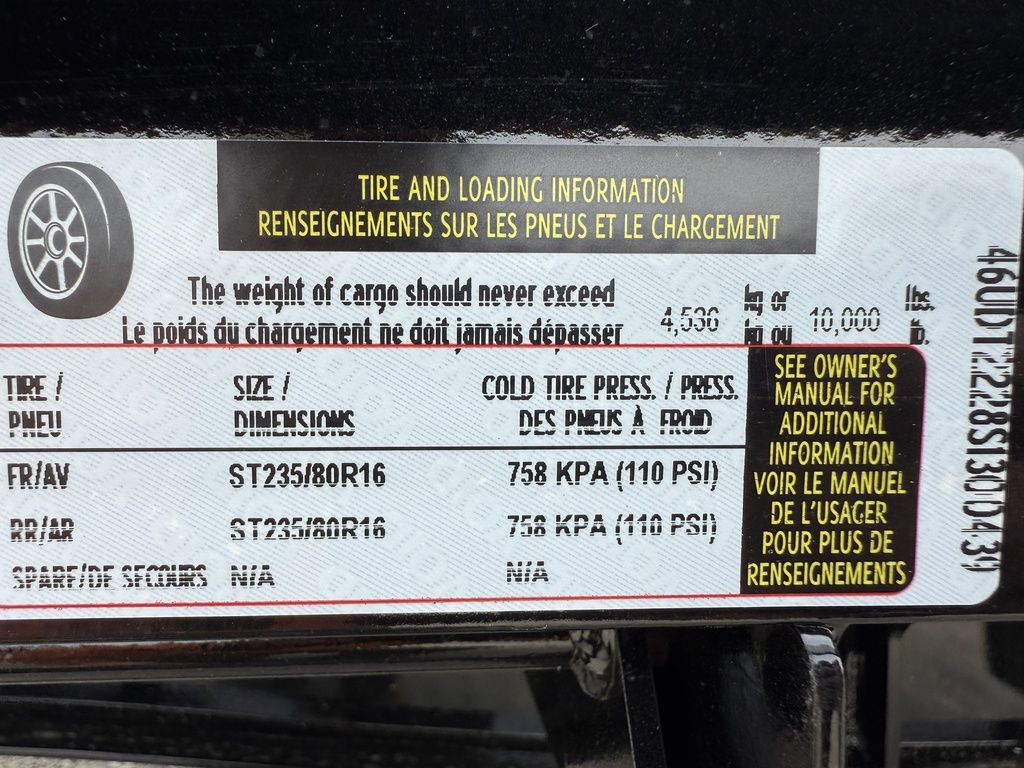 TIRE AND LOADING INFORMATION
RENSEIGNEMENTS SUR LES PNEUS ET LE CHARGEMENT
The weight of cargo should never exceed
Le poids du chargement ne doit jamais dépasser
4,536 kg or 10,000 lbs.
kg ou lb.
TIRE / SIZE / COLD TIRE PRESS. / PRESS.
PNEU DIMENSIONS DES PNEUS À FROID
FR/AV ST235/80R16 758 KPA (110 PSI)
RR/AR ST235/80R16 758 KPA (110 PSI)
SPARE/DE SECOURS N/A N/A
SEE OWNER'S
MANUAL FOR
ADDITIONAL
INFORMATION
VOIR LE MANUEL
DE L'USAGER
POUR PLUS DE
RENSEIGNEMENTS